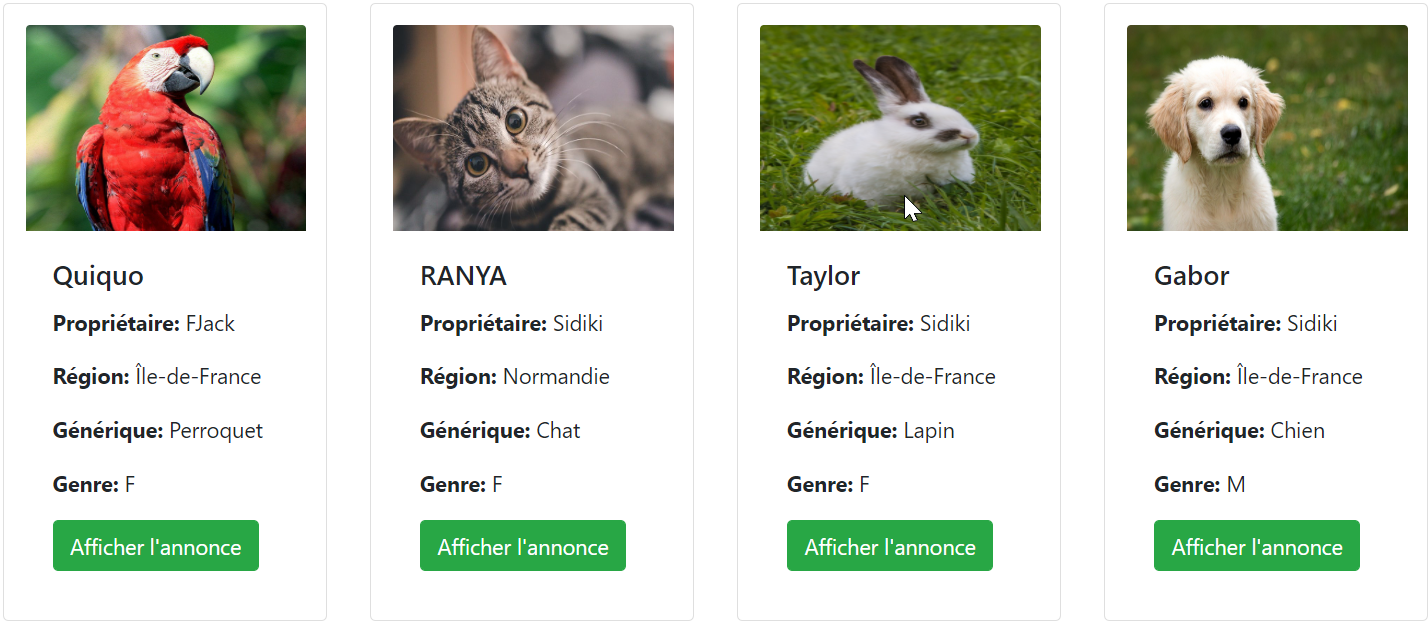 Quiquo
Propriétaire: FJack
Région: Île-de-France
Générique: Perroquet
Genre: F
Afficher l'annonce
RANYA
Propriétaire: Sidiki
Région: Normandie
Générique: Chat
Genre: F
Afficher l'annonce
Taylor
Propriétaire: Sidiki
Région: Île-de-France
Générique: Lapin
Genre: F
Afficher l'annonce
Gabor
Propriétaire: Sidiki
Région: Île-de-France
Générique: Chien
Genre: M
Afficher l'annonce